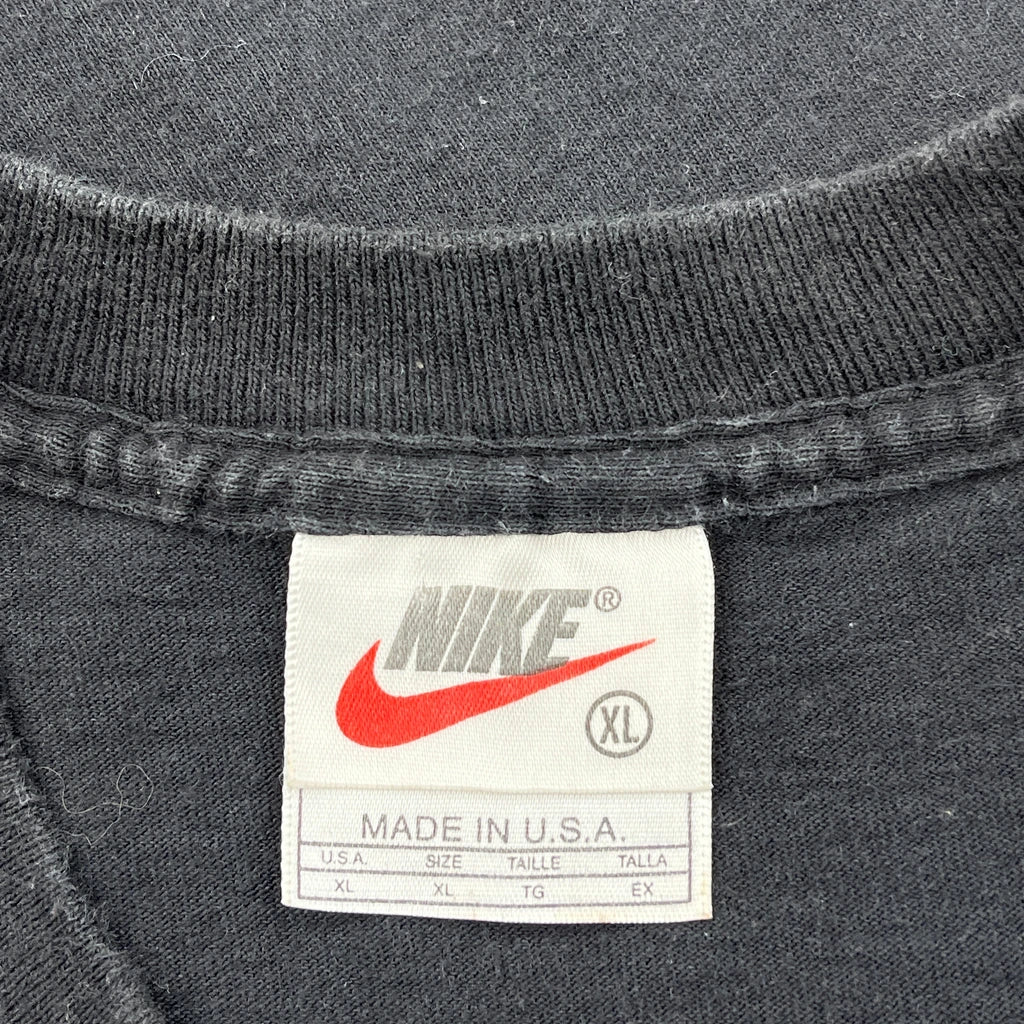 NIKE®
XL
MADE IN U.S.A.
U.S.A. SIZE TAILLE TALLA
XL XL TG EX